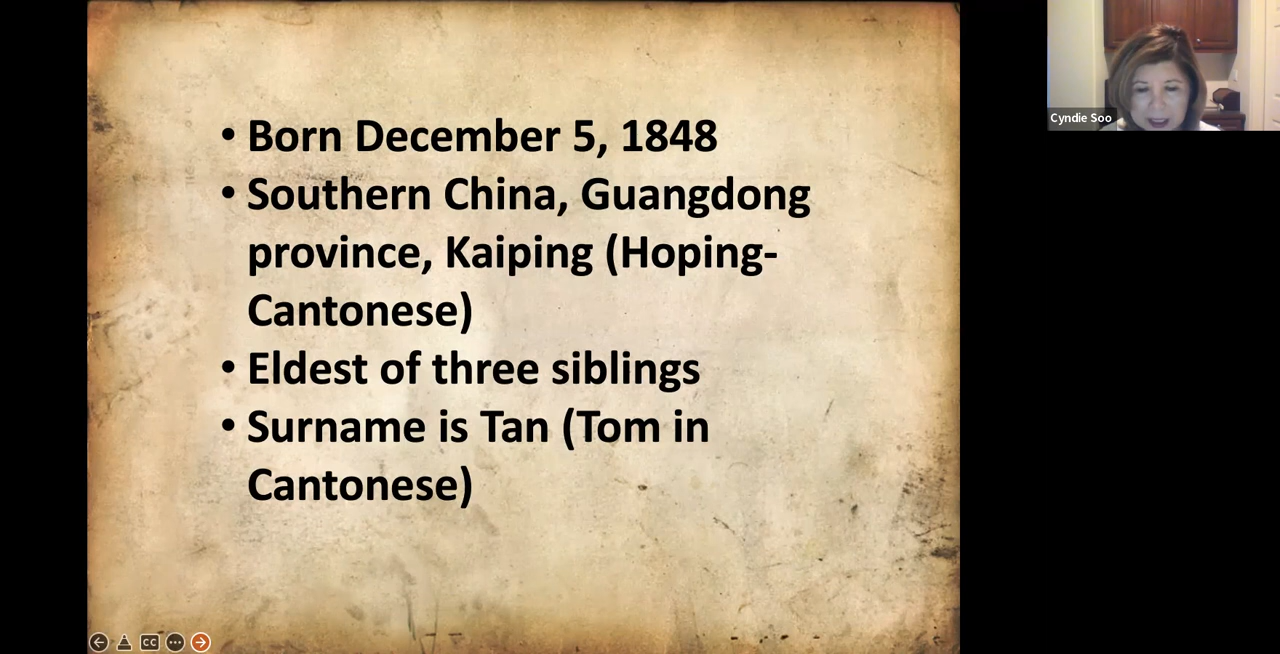 • Born December 5, 1848
• Southern China, Guangdong
province, Kaiping (Hoping-
Cantonese)
• Eldest of three siblings
• Surname is Tan (Tom in
Cantonese)
Cyndie Soo
CC